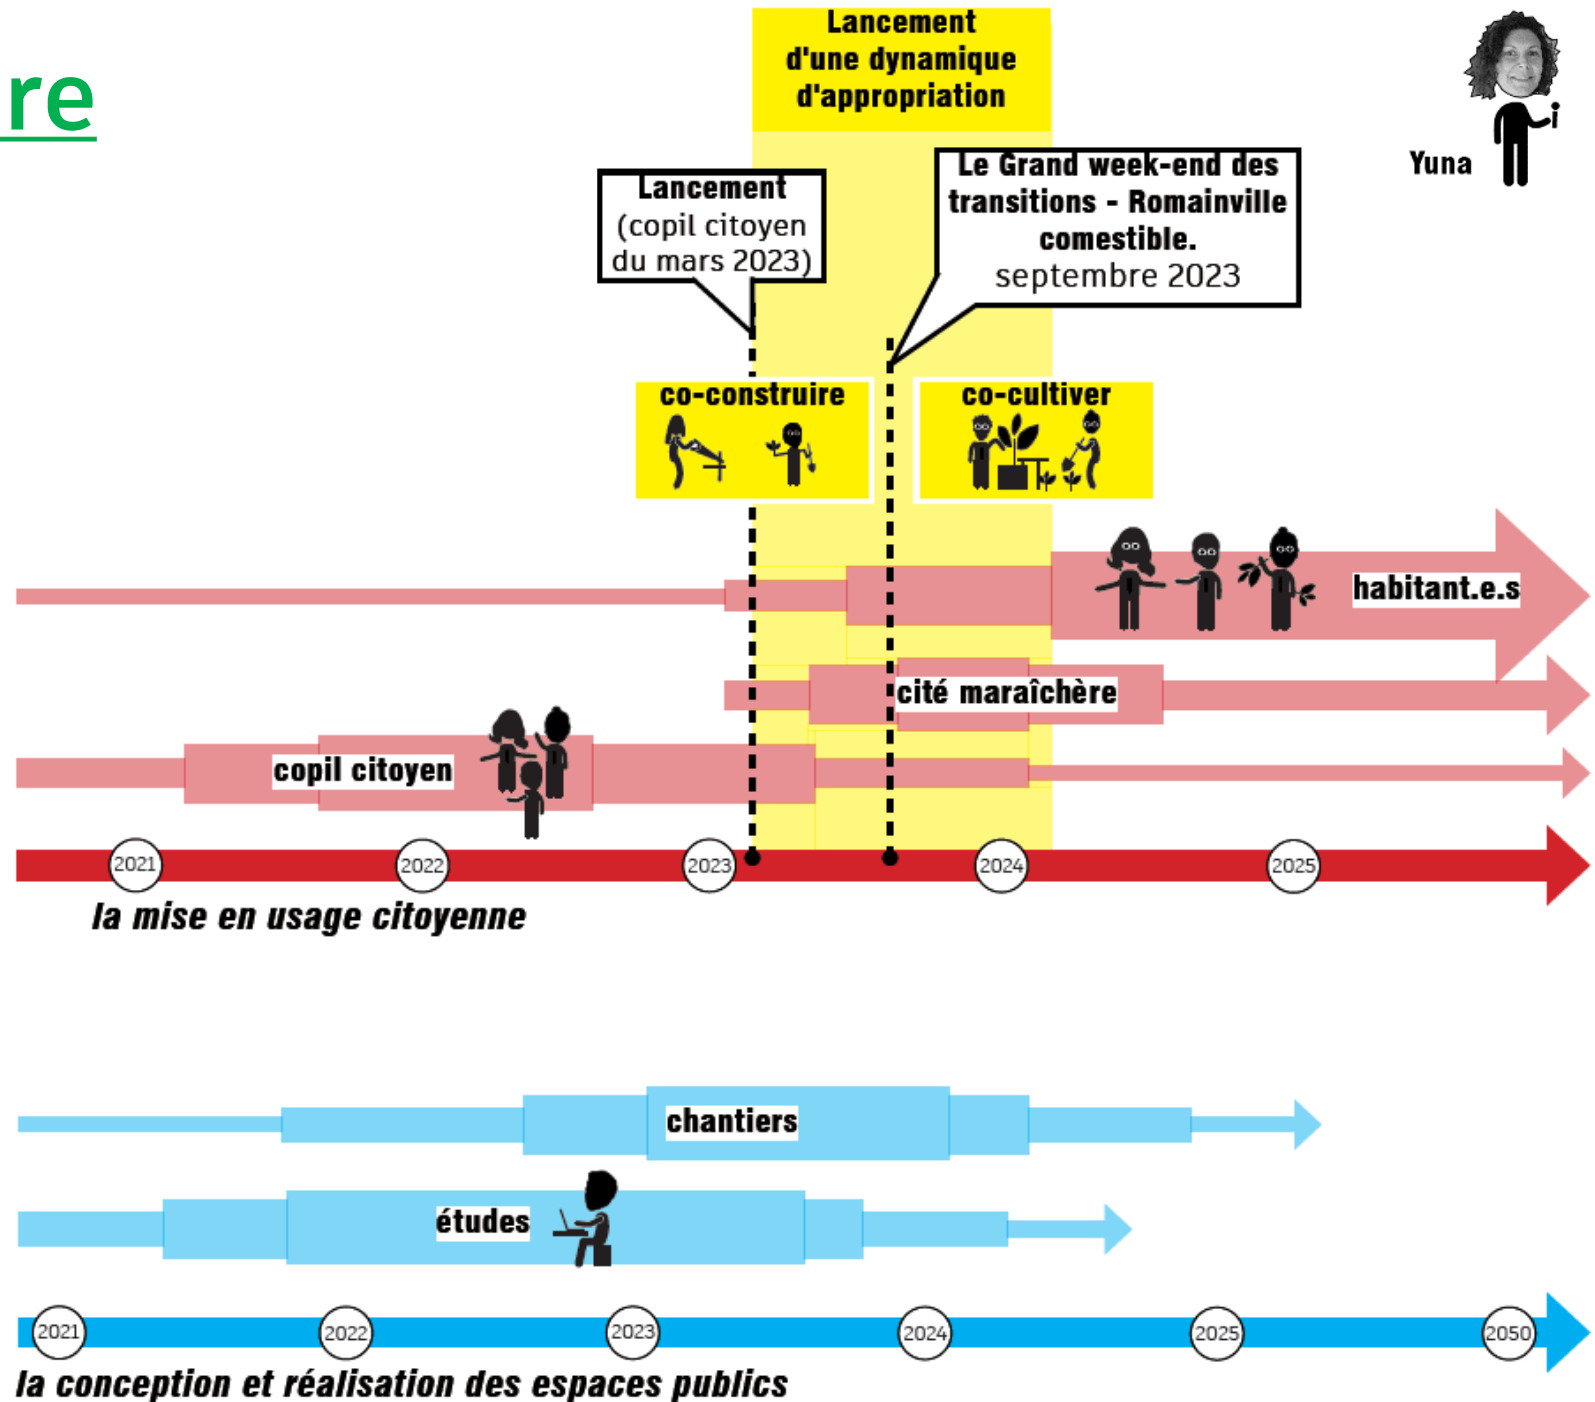 re
Lancement
d'une dynamique
d'appropriation
Yuna
Lancement
(copil citoyen
du mars 2023)
Le Grand week-end des
transitions - Romainville
comestible.
septembre 2023
co-construire
co-cultiver
habitant.e.s
cité maraîchère
copil citoyen
2021
2022
2023
2024
2025
la mise en usage citoyenne
chantiers
études
2021
2022
2023
2024
2025
2050
la conception et réalisation des espaces publics